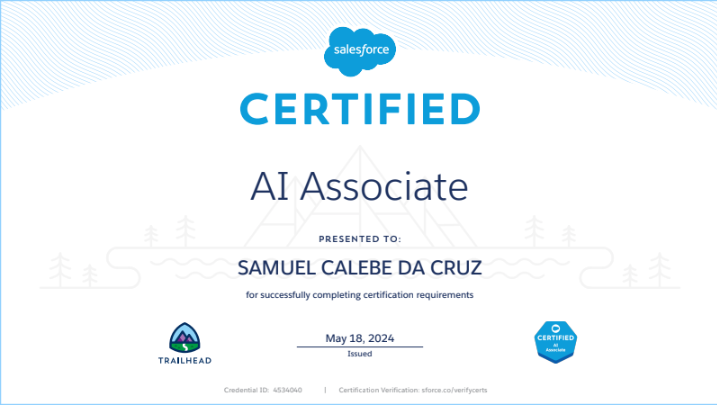 salesforce
CERTIFIED
AI Associate
PRESENTED TO:
SAMUEL CALEBE DA CRUZ
for successfully completing certification requirements
May 18, 2024
Issued
TRAILHEAD
CERTIFIED
AI
Associate
Credential ID: 4534040 | Certification Verification: sforce.co/verifycerts